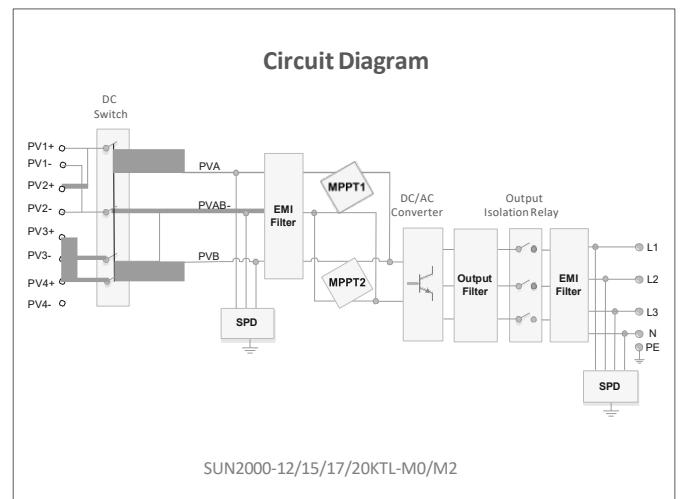 Circuit Diagram
DC
Switch
PV1+
PV1-
PV2+
PV2-
PV3+
PV3-
PV4+
PV4-
PVA
PVAB-
PVB
EMI
Filter
SPD
MPPT1
MPPT2
DC/AC
Converter
Output
Filter
Output
Isolation Relay
EMI
Filter
L1
L2
L3
N
PE
SPD
SUN2000-12/15/17/20KTL-M0/M2